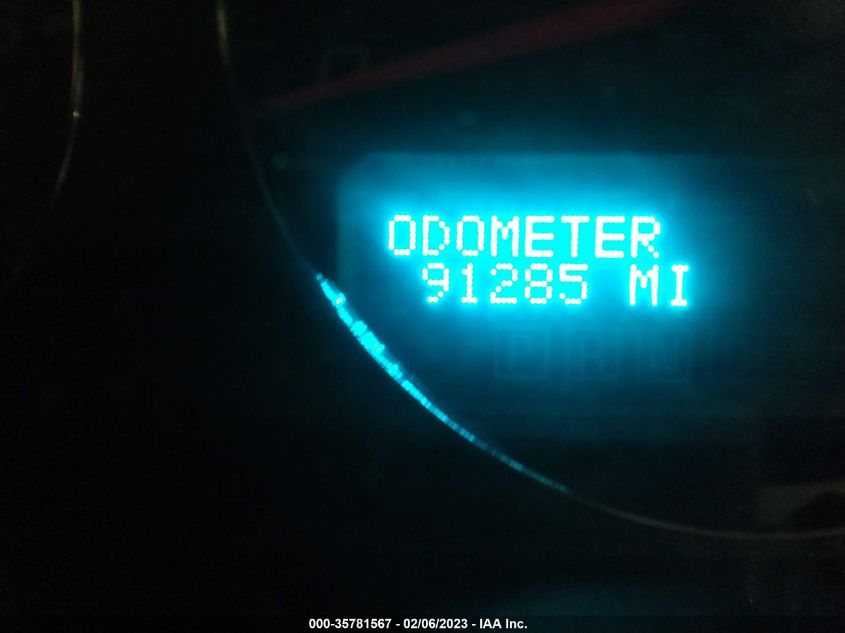 ODOMETER
91285 MI
P R N
000-35781567 - 02/06/2023 - IAA Inc.